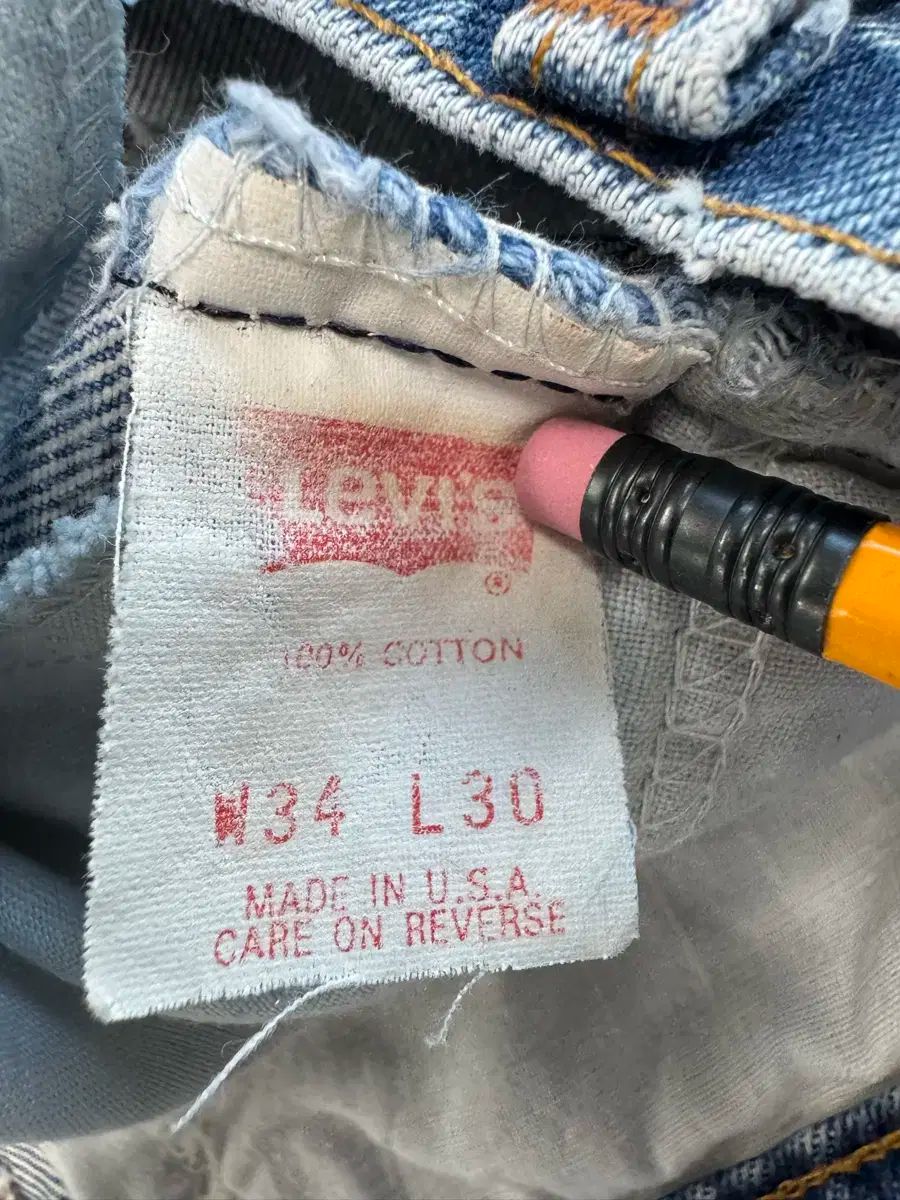 Levi's
®
100% COTTON
W34 L30
MADE IN U.S.A.
CARE ON REVERSE